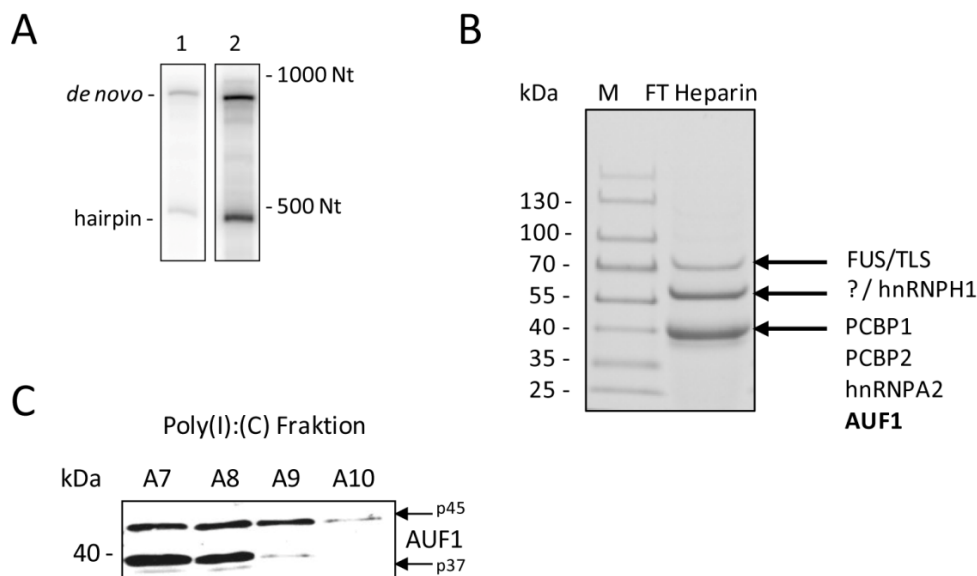 A
1 2
de novo -
hairpin -
- 1000 Nt
- 500 Nt
B
kDa M FT Heparin
130 -
100 -
70 -
55 -
40 -
35 -
25 -
FUS/TLS
? / hnRNPH1
PCBP1
PCBP2
hnRNPA2
AUF1
C
Poly(I):(C) Fraktion
kDa A7 A8 A9 A10
40 -
p45
AUF1
p37